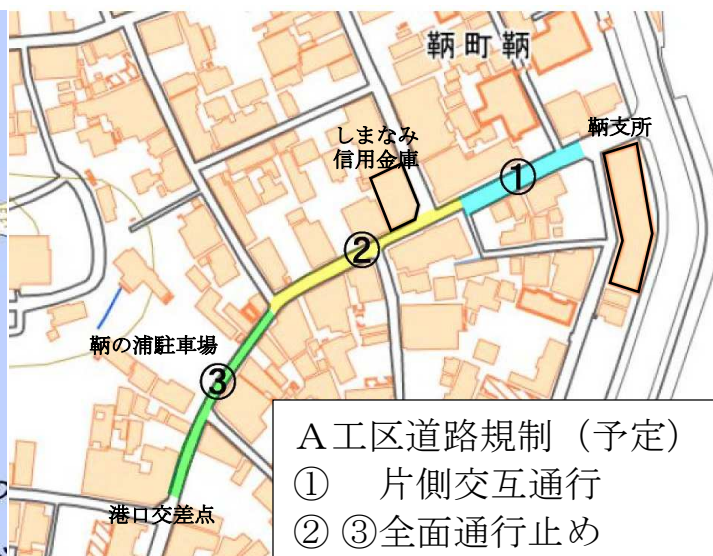 鞆町鞆
鞆支所
しまなみ
信用金庫
①
②
鞆の浦駐車場
③
港口交差点
A工区道路規制（予定）
①　片側交互通行
② ③全面通行止め